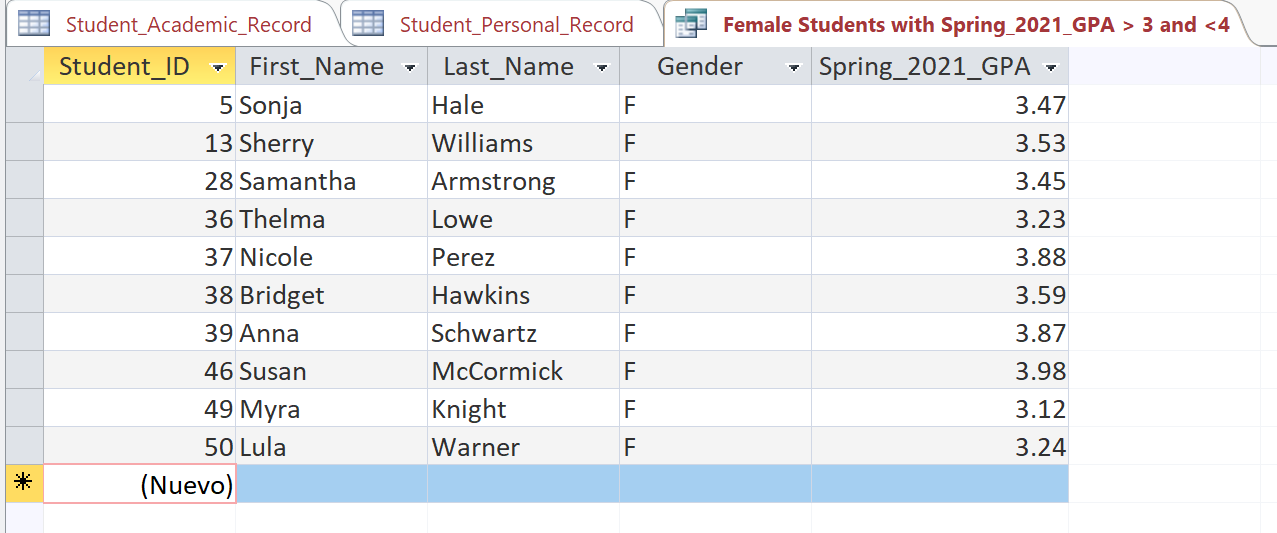 Student_Academic_Record Student_Personal_Record Female Students with Spring_2021_GPA > 3 and <4
Student_ID First_Name Last_Name Gender Spring_2021_GPA
5 Sonja Hale F 3.47
13 Sherry Williams F 3.53
28 Samantha Armstrong F 3.45
36 Thelma Lowe F 3.23
37 Nicole Perez F 3.88
38 Bridget Hawkins F 3.59
39 Anna Schwartz F 3.87
46 Susan McCormick F 3.98
49 Myra Knight F 3.12
50 Lula Warner F 3.24
(Nuevo)